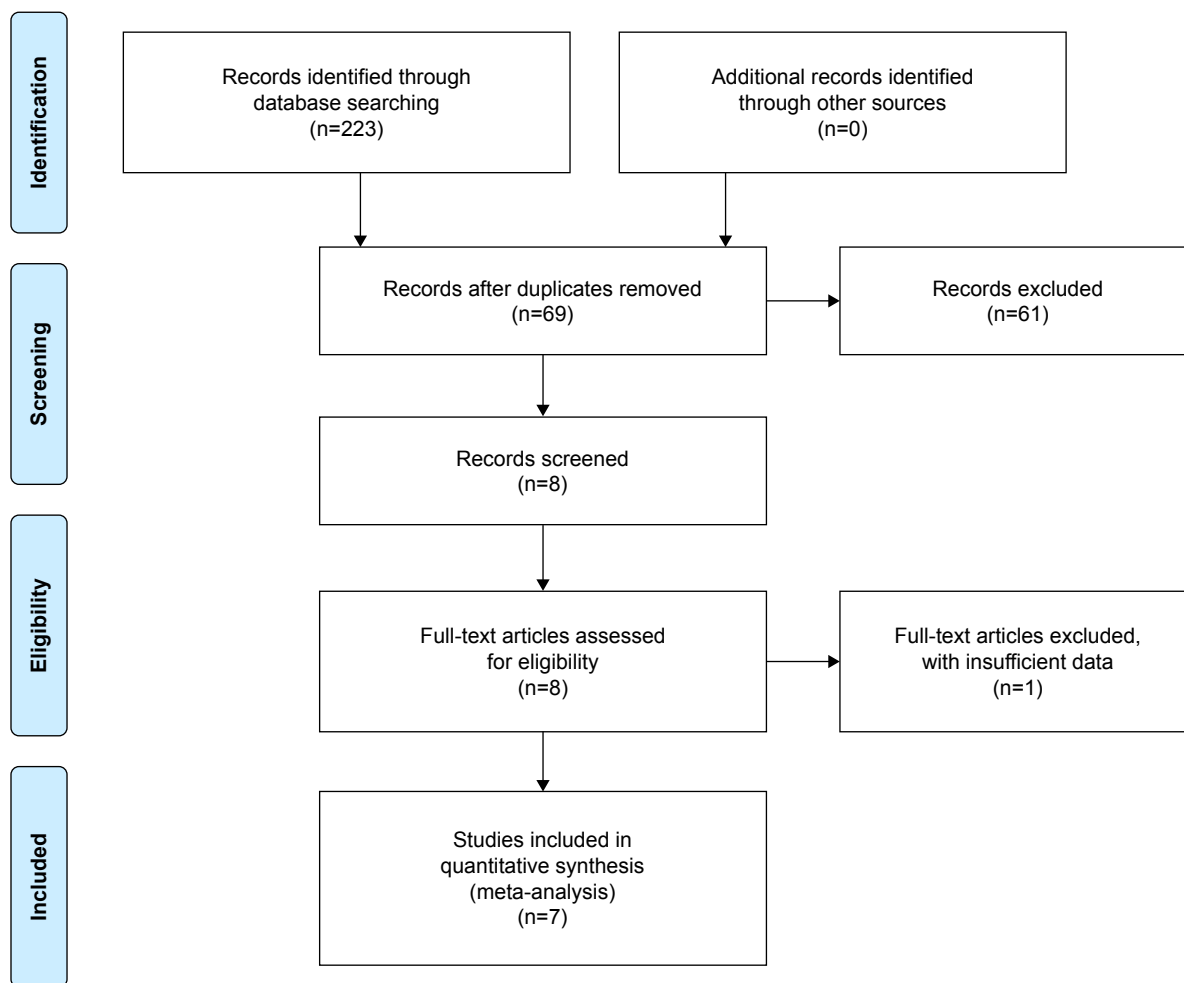 Identification
Records identified through
database searching
(n=223)
Additional records identified
through other sources
(n=0)
Screening
Records after duplicates removed
(n=69)
Records excluded
(n=61)
Records screened
(n=8)
Eligibility
Full-text articles assessed
for eligibility
(n=8)
Full-text articles excluded,
with insufficient data
(n=1)
Included
Studies included in
quantitative synthesis
(meta-analysis)
(n=7)